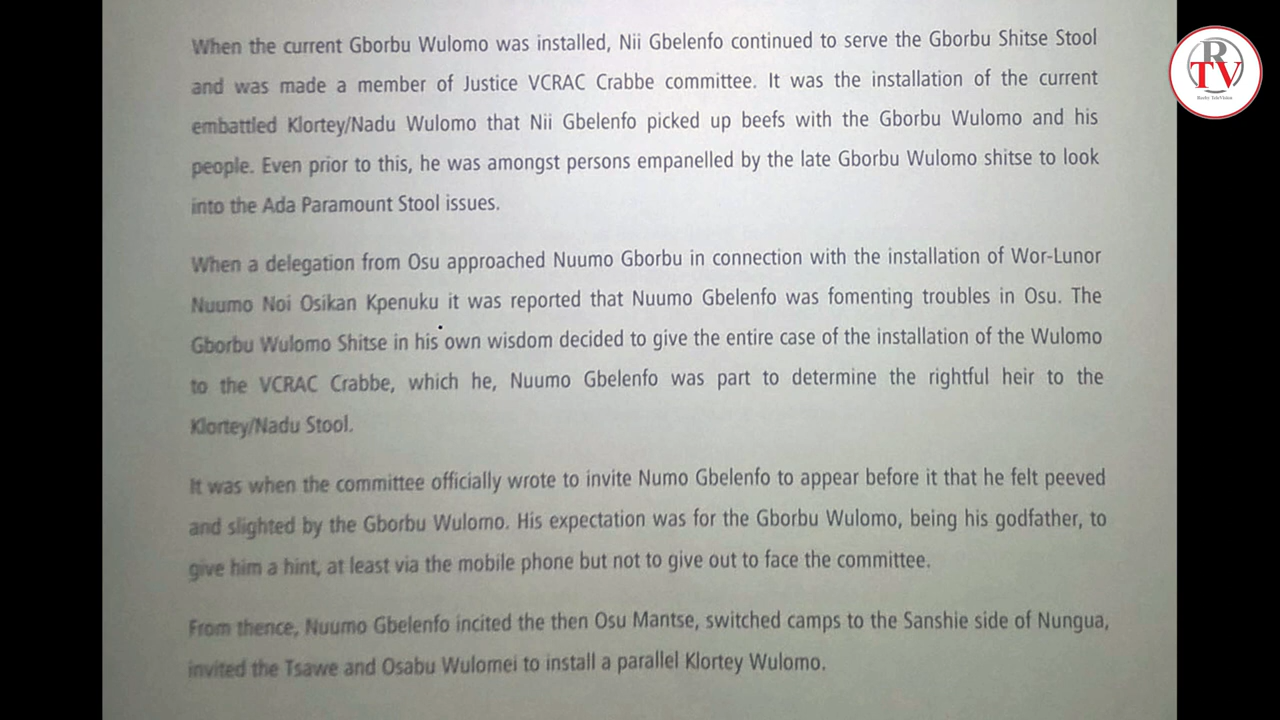 When the current Gborbu Wulomo was installed, Nii Gbelenfo continued to serve the Gborbu Shitse Stool
and was made a member of Justice VCRAC Crabbe committee. It was the installation of the current
embattled Klortey/Nadu Wulomo that Nii Gbelenfo picked up beefs with the Gborbu Wulomo and his
people. Even prior to this, he was amongst persons empanelled by the late Gborbu Wulomo shitse to look
into the Ada Paramount Stool issues.
When a delegation from Osu approached Nuumo Gborbu in connection with the installation of Wor-Lunor
Nuumo Noi Osikan Kpenuku it was reported that Nuumo Gbelenfo was fomenting troubles in Osu. The
Gborbu Wulomo Shitse in his own wisdom decided to give the entire case of the installation of the Wulomo
to the VCRAC Crabbe, which he, Nuumo Gbelenfo was part to determine the rightful heir to the
Klortey/Nadu Stool.
It was when the committee officially wrote to invite Numo Gbelenfo to appear before it that he felt peeved
and slighted by the Gborbu Wulomo. His expectation was for the Gborbu Wulomo, being his godfather, to
give him a hint, at least via the mobile phone but not to give out to face the committee.
From thence, Nuumo Gbelenfo incited the then Osu Mantse, switched camps to the Sanshie side of Nungua,
invited the Tsawe and Osabu Wulomei to install a parallel Klortey Wulomo.
R
TV